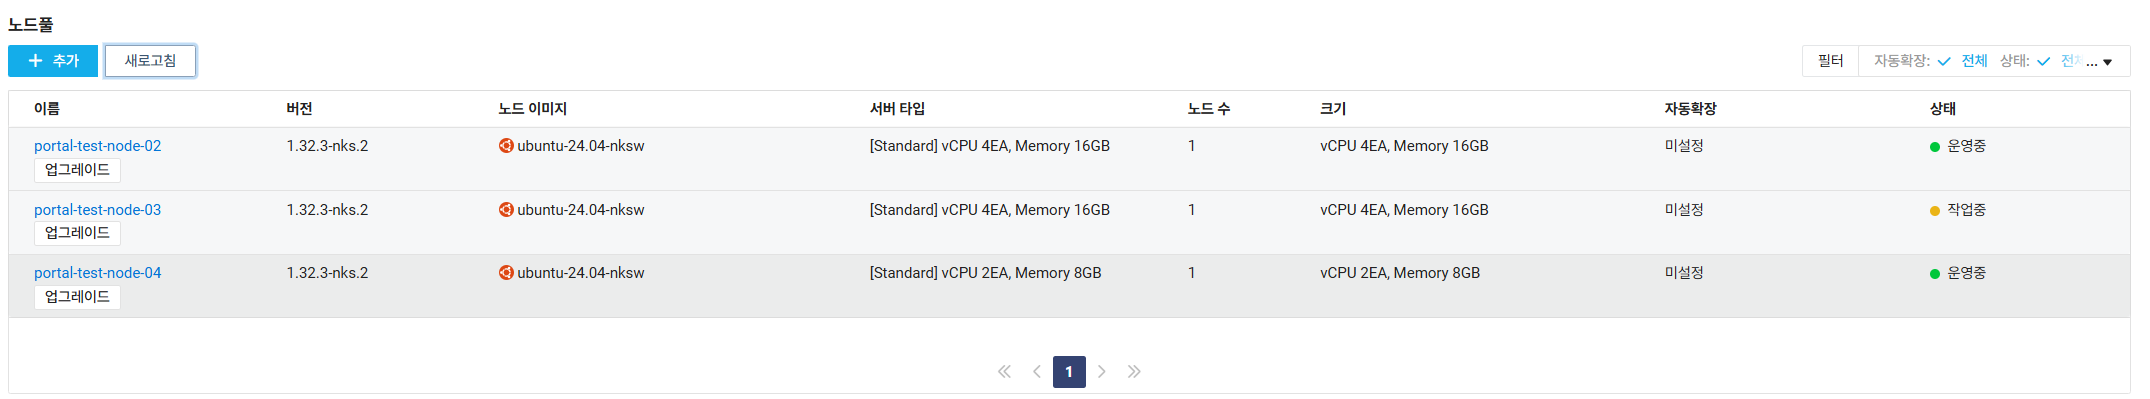 노드풀
추가 새로고침
필터 자동확장: 전체 상태: 전체...
이름 버전 노드 이미지 서버 타입 노드 수 크기 자동확장 상태
portal-test-node-02 1.32.3-nks.2 ubuntu-24.04-nksw [Standard] vCPU 4EA, Memory 16GB 1 vCPU 4EA, Memory 16GB 미설정 운영중
업그레이드
portal-test-node-03 1.32.3-nks.2 ubuntu-24.04-nksw [Standard] vCPU 4EA, Memory 16GB 1 vCPU 4EA, Memory 16GB 미설정 작업중
업그레이드
portal-test-node-04 1.32.3-nks.2 ubuntu-24.04-nksw [Standard] vCPU 2EA, Memory 8GB 1 vCPU 2EA, Memory 8GB 미설정 운영중
업그레이드
1